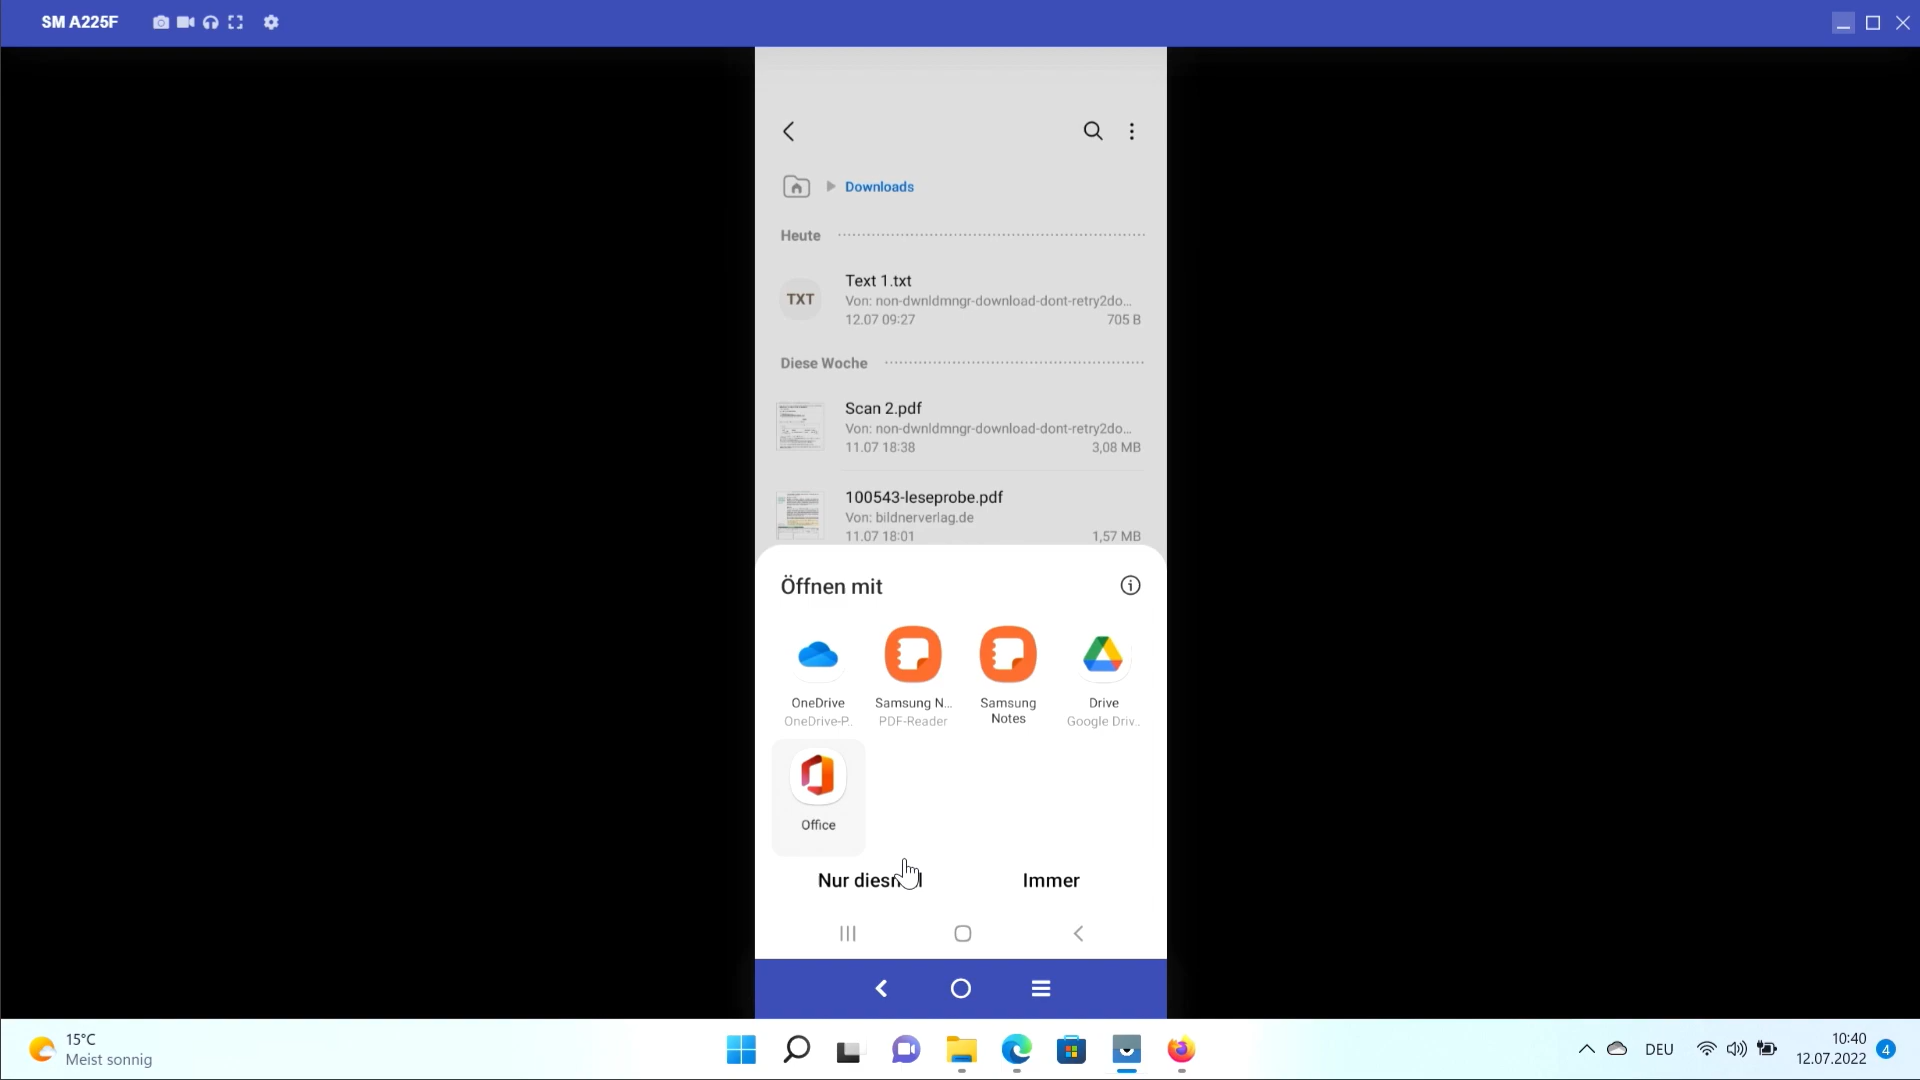 SM A225F
Downloads
Heute
Text 1.txt
TXT
Von: non-dwnldmngr-download-dont-retry2do...
12.07 09:27
705 B
Diese Woche
Scan 2.pdf
Von: non-dwnldmngr-download-dont-retry2do...
11.07 18:38
3,08 MB
100543-leseprobe.pdf
Von: bildnerverlag.de
11.07 18:01
1,57 MB
Öffnen mit
OneDrive
OneDrive-P..
Samsung N...
PDF-Reader
Samsung
Notes
Drive
Google Driv..
Office
Immer
15°C
Meist sonnig
DEU
10:40
12.07.2022
4